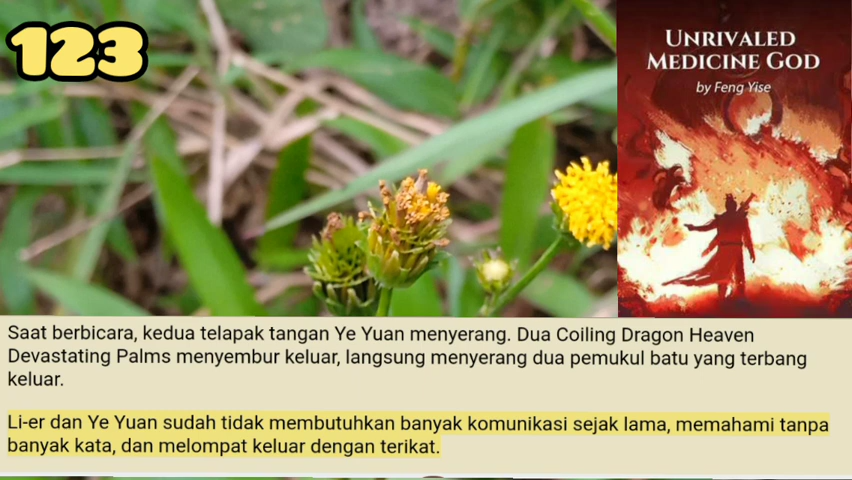 123
UNRIVALED
MEDICINE GOD
by Feng Yise
Saat berbicara, kedua telapak tangan Ye Yuan menyerang. Dua Coiling Dragon Heaven
Devastating Palms menyembur keluar, langsung menyerang dua pemukul batu yang terbang
keluar.
Li-er dan Ye Yuan sudah tidak membutuhkan banyak komunikasi sejak lama, memahami tanpa
banyak kata, dan melompat keluar dengan terikat.